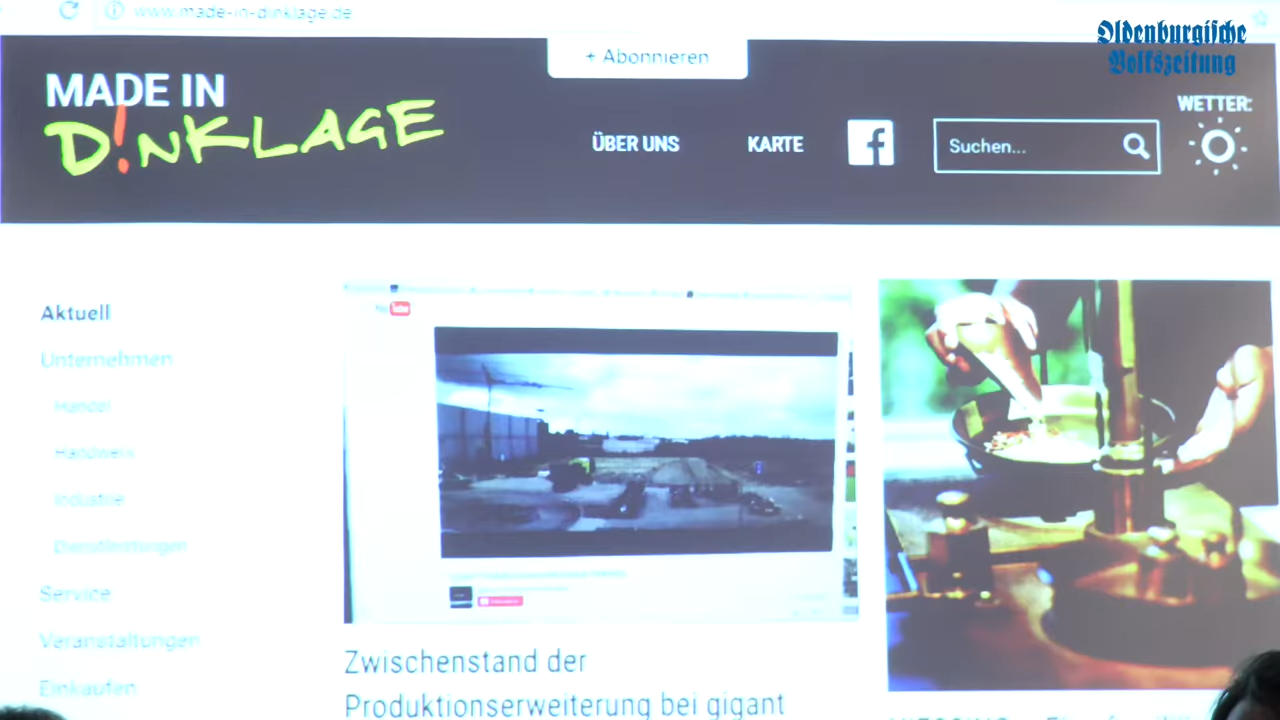 www.made-in-dinklage.de
Oldenburgische
Volkszeitung
+ Abonnieren
MADE IN
D!NKLAGE
ÜBER UNS
KARTE
Suchen...
WETTER:
Aktuell
Unternehmen
Handel
Handwerk
Industrie
Dienstleistungen
Service
Veranstaltungen
Einkaufen
Zwischenstand der
Produktionserweiterung bei gigant